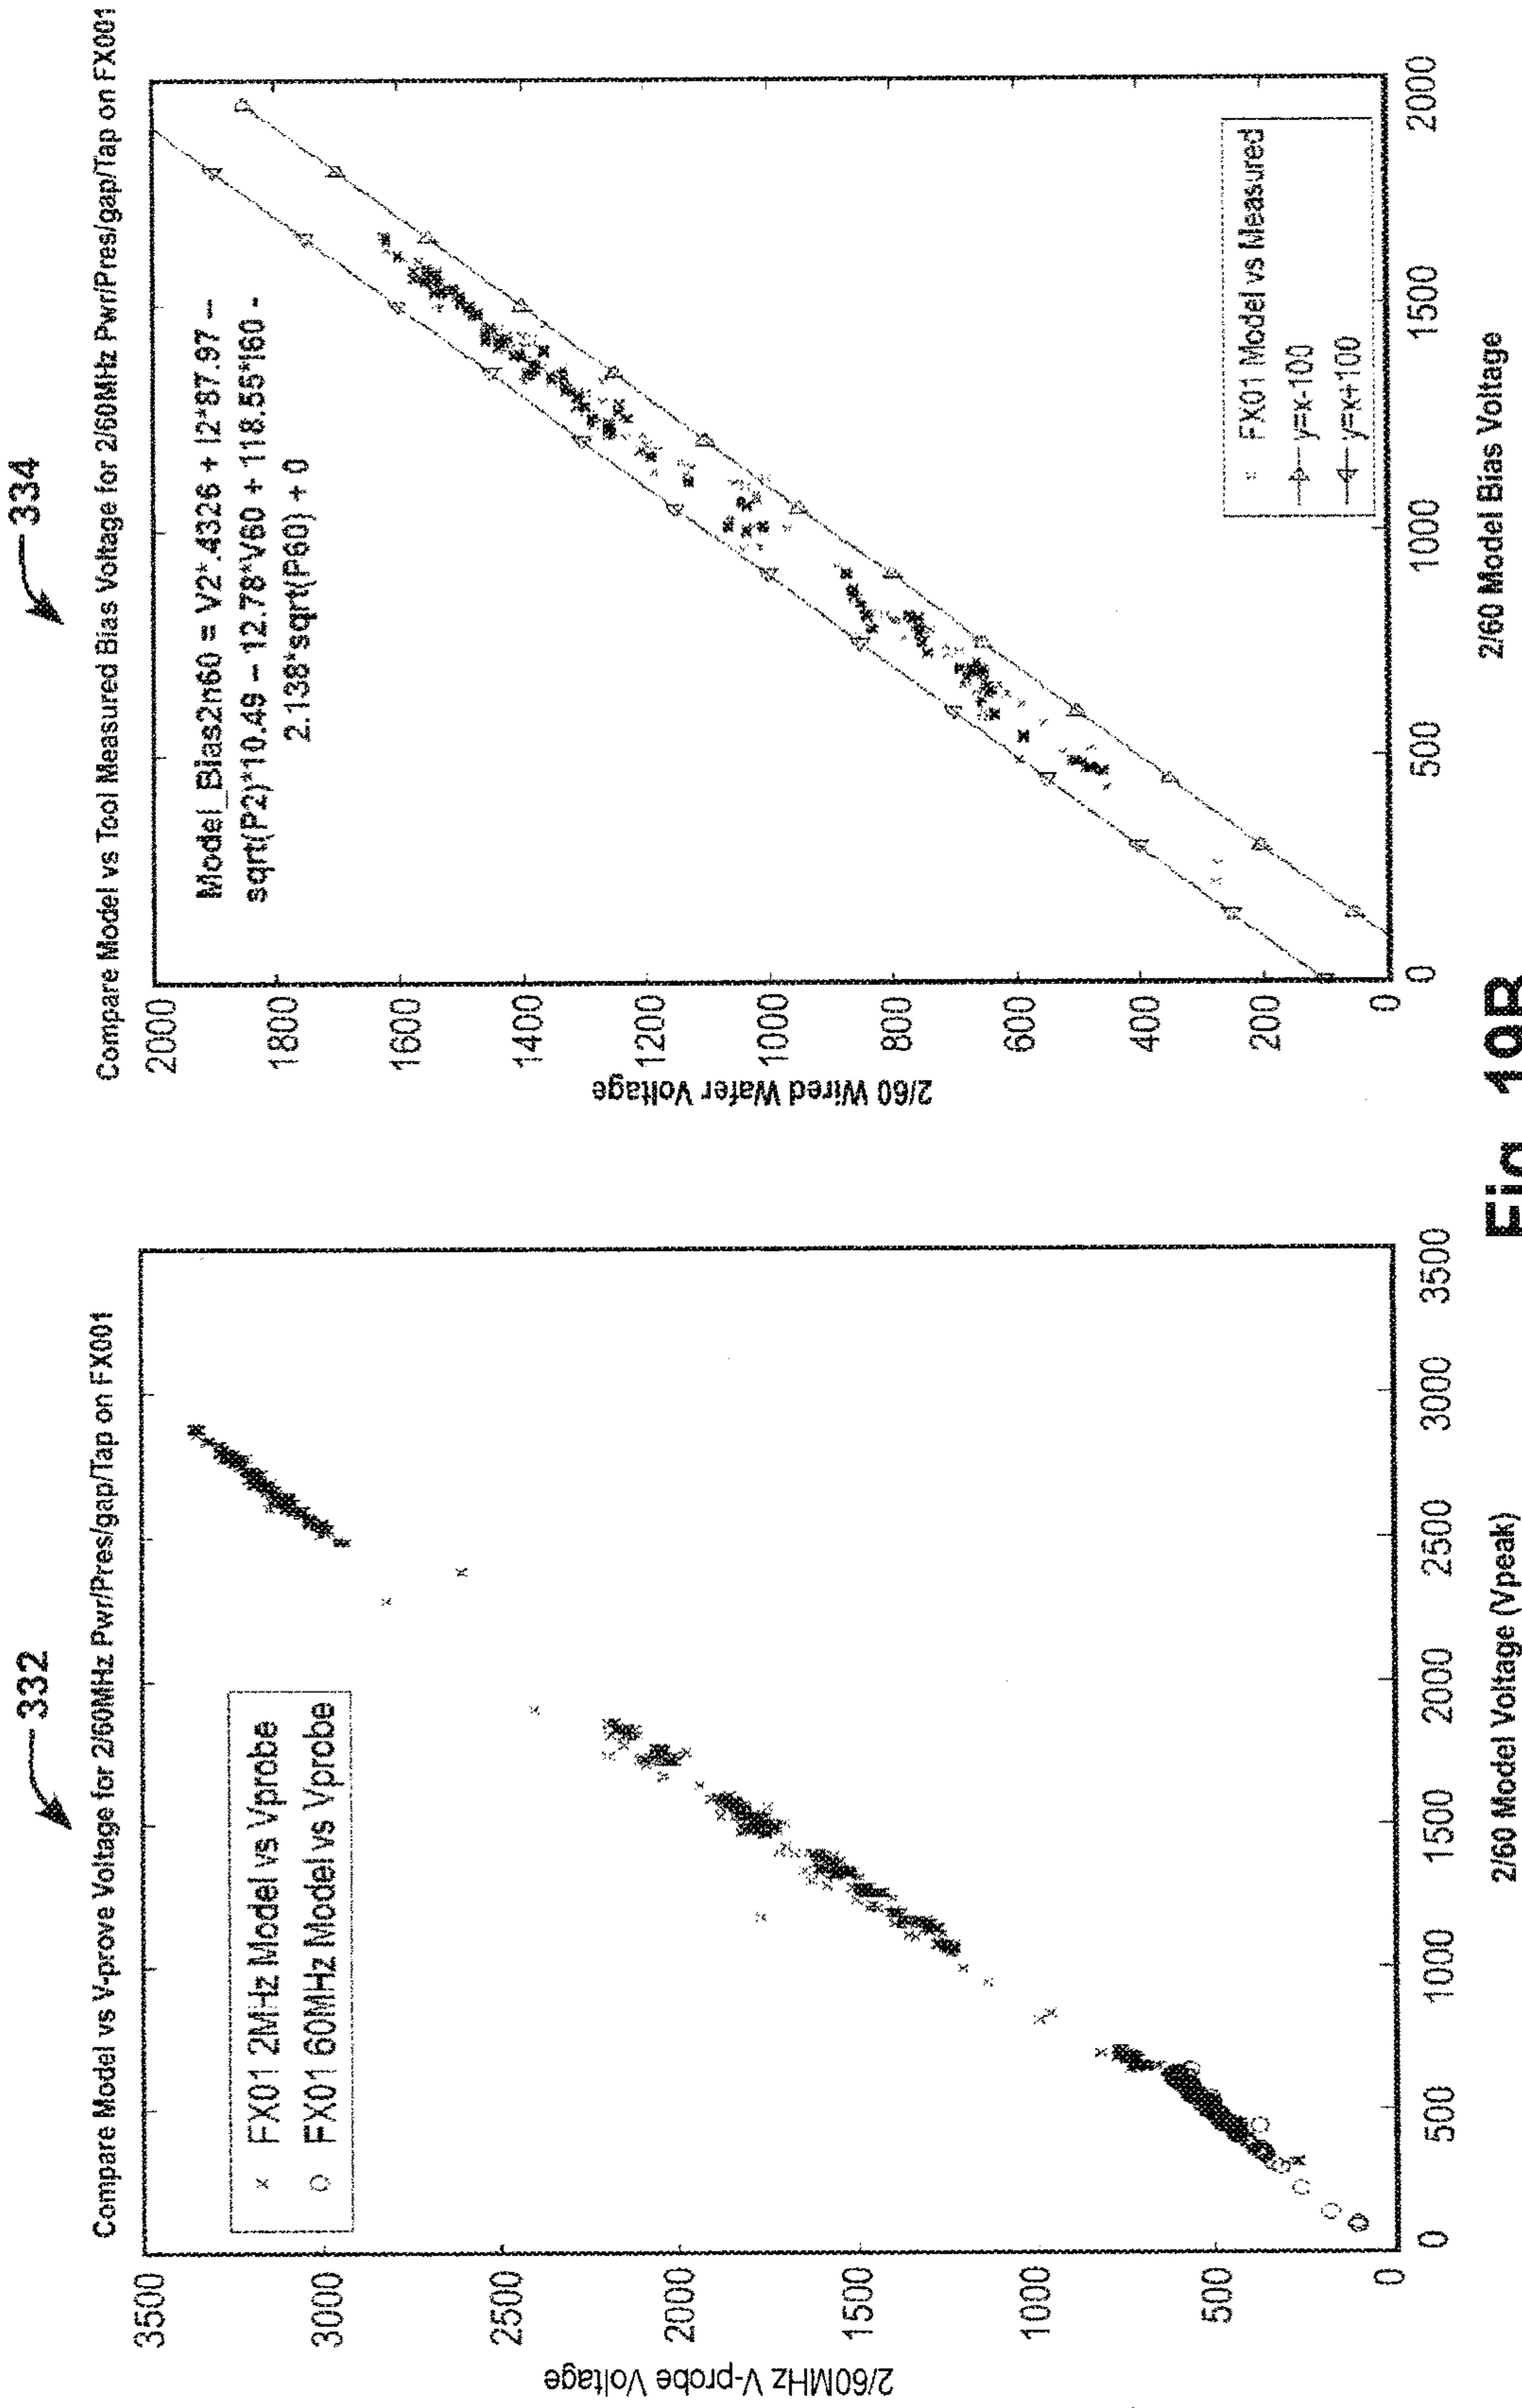 332
Compare Model vs V-prove Voltage for 2/60MHz Pwr/Pres/gap/Tap on FX001
3500
3000
2500
2000
1500
1000
500
0
2/60MHz V-probe Voltage
× FX01 2MHz Model vs Vprobe
○ FX01 60MHz Model vs Vprobe
0 500 1000 1500 2000 2500 3000 3500
2/60 Model Voltage (Vpeak)
334
Compare Model vs Tool Measured Bias Voltage for 2/60MHz Pwr/Pres/gap/Tap on FX001
2000
1800
1600
1400
1200
1000
800
600
400
200
0
2/60 Wired Wafer Voltage
Model_Bias2n60 = V2*.4326 + I2*87.97 –
sqrt(P2)*10.49 – 12.78*V60 + 118.55*I60 -
2.138*sqrt(P60) + 0
FX01 Model vs Measured
y=x-100
y=x+100
0 500 1000 1500 2000
2/60 Model Bias Voltage
Fig.